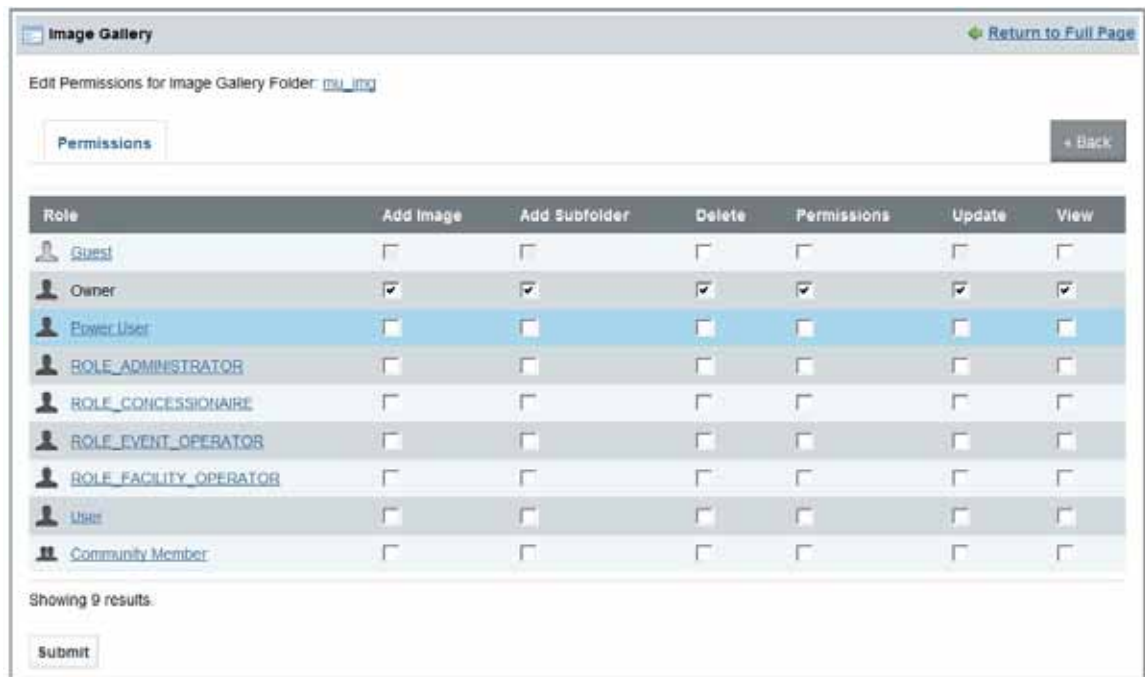 Image Gallery
Return to Full Page
Edit Permissions for Image Gallery Folder: mu_img
Permissions
« Back
Role Add Image Add Subfolder Delete Permissions Update View
Guest
Owner
Power User
ROLE_ADMINISTRATOR
ROLE_CONCESSIONAIRE
ROLE_EVENT_OPERATOR
ROLE_FACILITY_OPERATOR
User
Community Member
Showing 9 results.
Submit